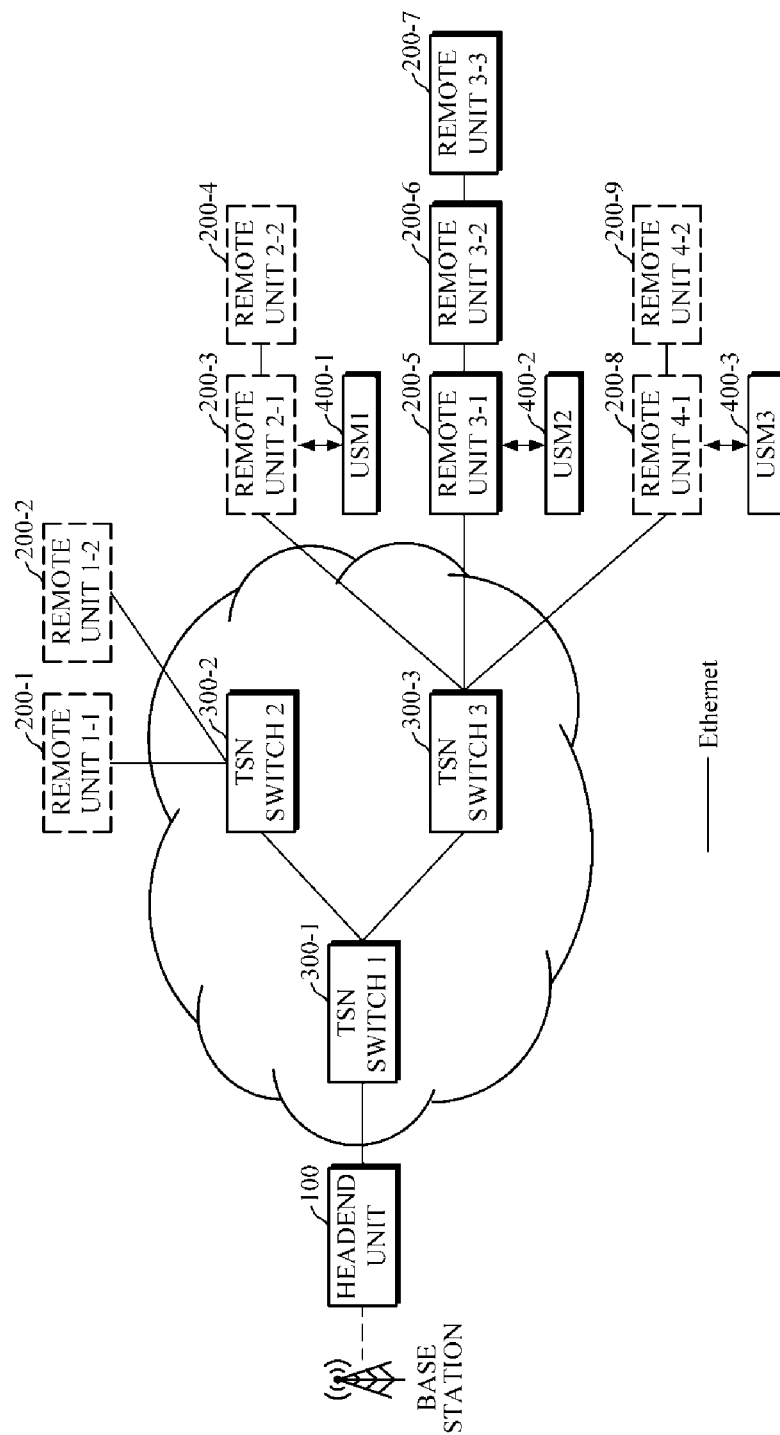 BASE
STATION
100
HEADEND
UNIT
300-1
TSN
SWITCH 1
300-2
TSN
SWITCH 2
300-3
TSN
SWITCH 3
200-1
REMOTE
UNIT 1-1
200-2
REMOTE
UNIT 1-2
200-3
REMOTE
UNIT 2-1
200-4
REMOTE
UNIT 2-2
400-1
USM1
200-5
REMOTE
UNIT 3-1
200-6
REMOTE
UNIT 3-2
200-7
REMOTE
UNIT 3-3
400-2
USM2
200-8
REMOTE
UNIT 4-1
200-9
REMOTE
UNIT 4-2
400-3
USM3
Ethernet